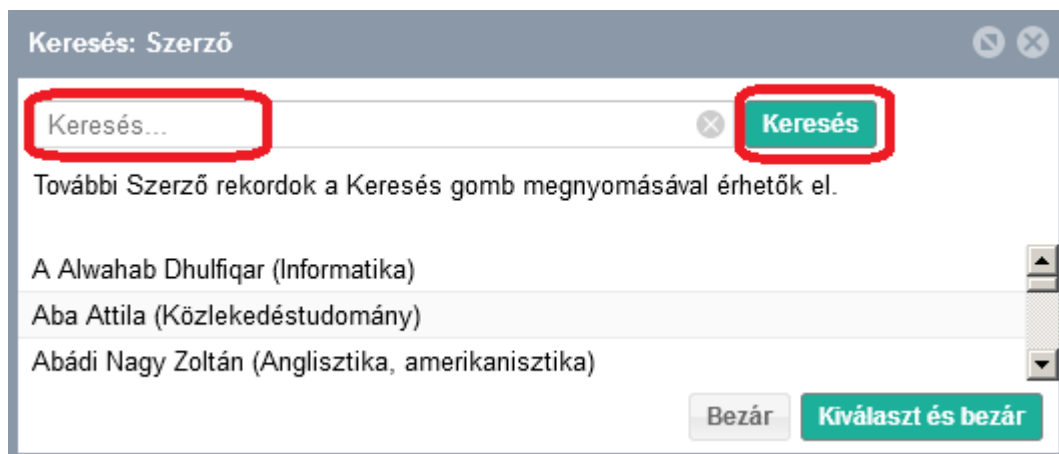 Keresés: Szerző
Keresés...
Keresés
További Szerző rekordok a Keresés gomb megnyomásával érhetők el.
A Alwahab Dhulfiqar (Informatika)
Aba Attila (Közlekedéstudomány)
Abádi Nagy Zoltán (Anglisztika, amerikanisztika)
Bezár
Kiválaszt és bezár